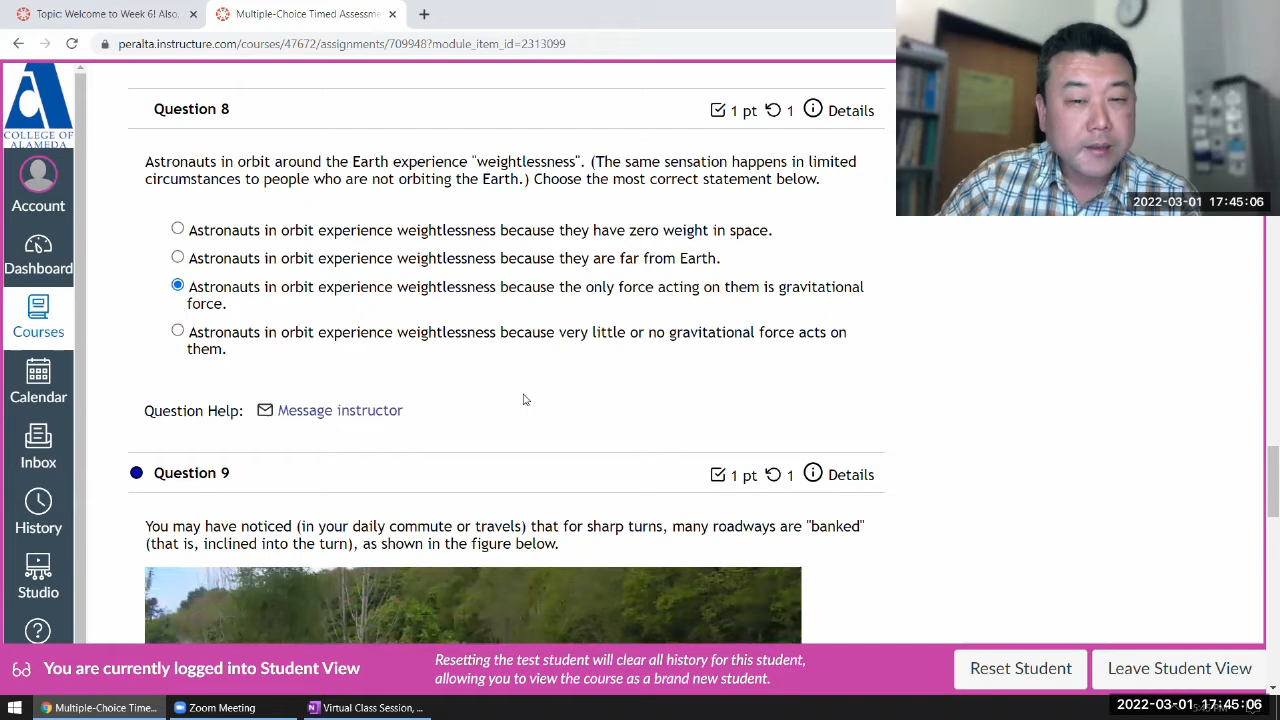 Topic: Welcome to Week 6! Also,
Multiple-Choice Timed Assessme
peralta.instructure.com/courses/47672/assignments/709948?module_item_id=2313099
2022-03-01 17:45:06
COLLEGE OF
ALAMEDA
Account
Dashboard
Courses
Calendar
Inbox
History
Studio
Question 8
1 pt 1 Details
Astronauts in orbit around the Earth experience "weightlessness". (The same sensation happens in limited
circumstances to people who are not orbiting the Earth.) Choose the most correct statement below.
Astronauts in orbit experience weightlessness because they have zero weight in space.
Astronauts in orbit experience weightlessness because they are far from Earth.
Astronauts in orbit experience weightlessness because the only force acting on them is gravitational
force.
Astronauts in orbit experience weightlessness because very little or no gravitational force acts on
them.
Question Help: Message instructor
Question 9
1 pt 1 Details
You may have noticed (in your daily commute or travels) that for sharp turns, many roadways are "banked"
(that is, inclined into the turn), as shown in the figure below.
You are currently logged into Student View
Resetting the test student will clear all history for this student,
allowing you to view the course as a brand new student.
Reset Student
Leave Student View
Multiple-Choice Time...
Zoom Meeting
Virtual Class Session, ...
2022-03-01 17:45:06